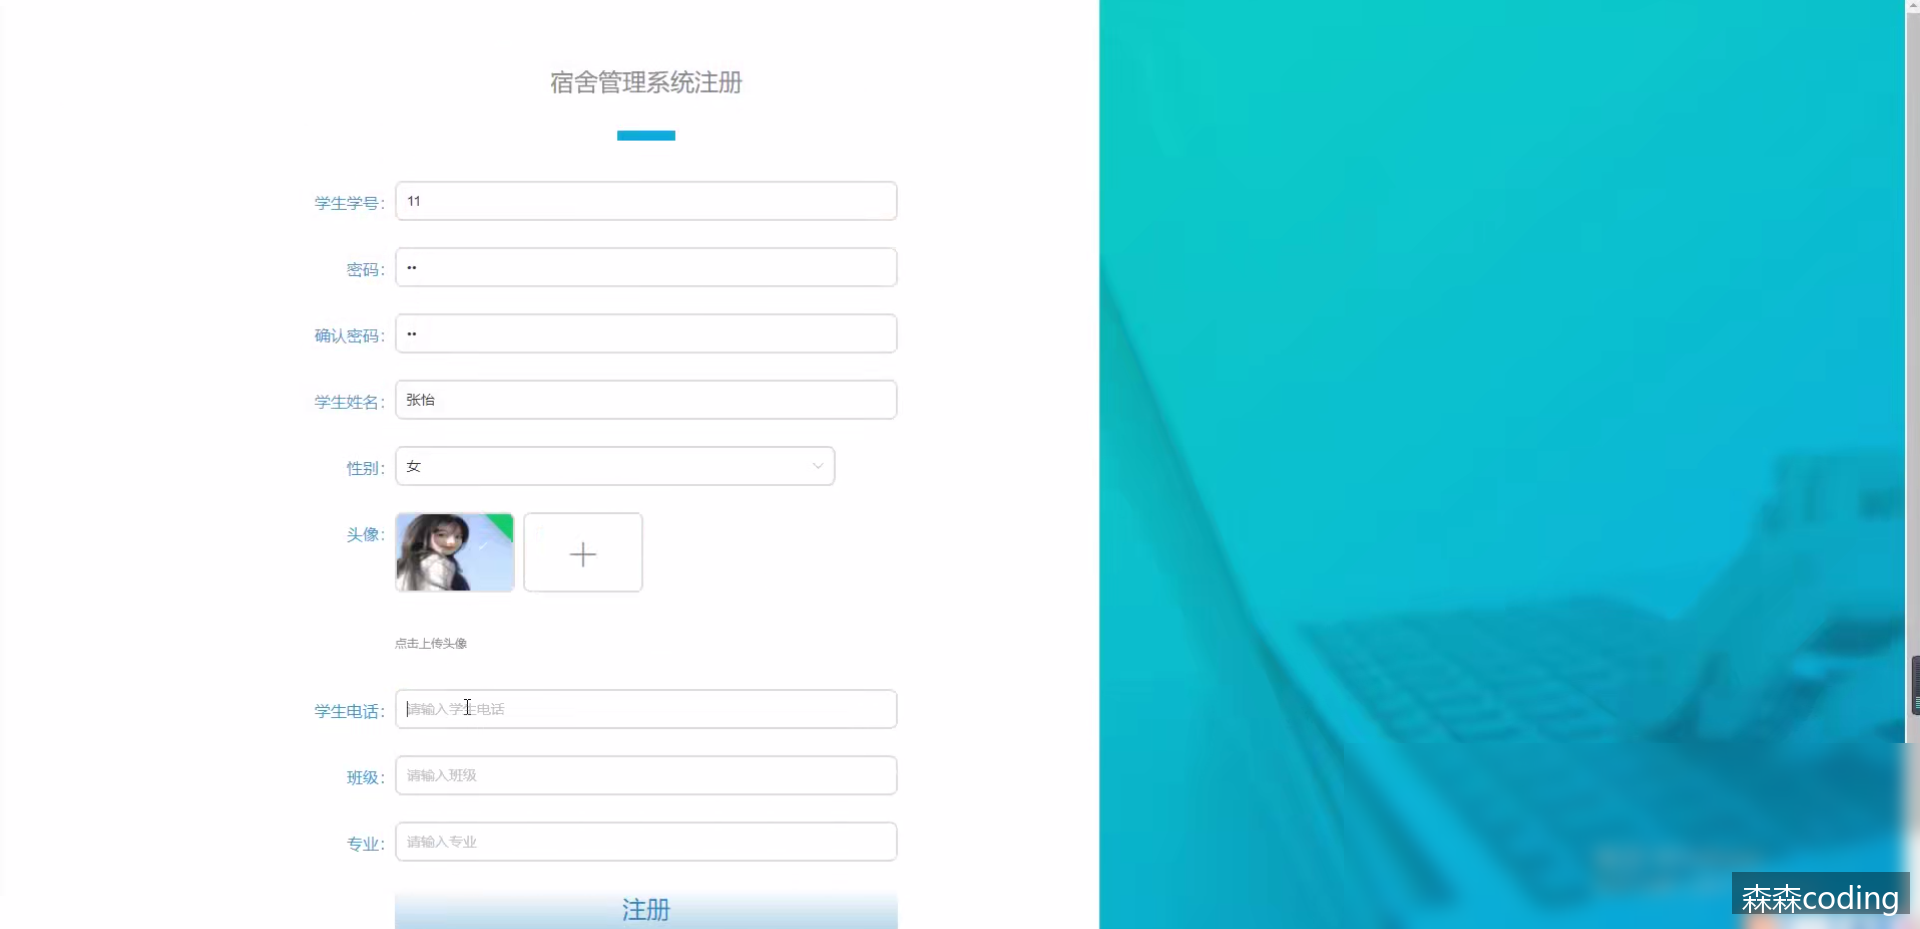 宿舍管理系统注册
学生学号： 11
密码： ••
确认密码： ••
学生姓名： 张怡
性别： 女
头像：
点击上传头像
学生电话： 请输入学生电话
班级： 请输入班级
专业： 请输入专业
注册
森森coding